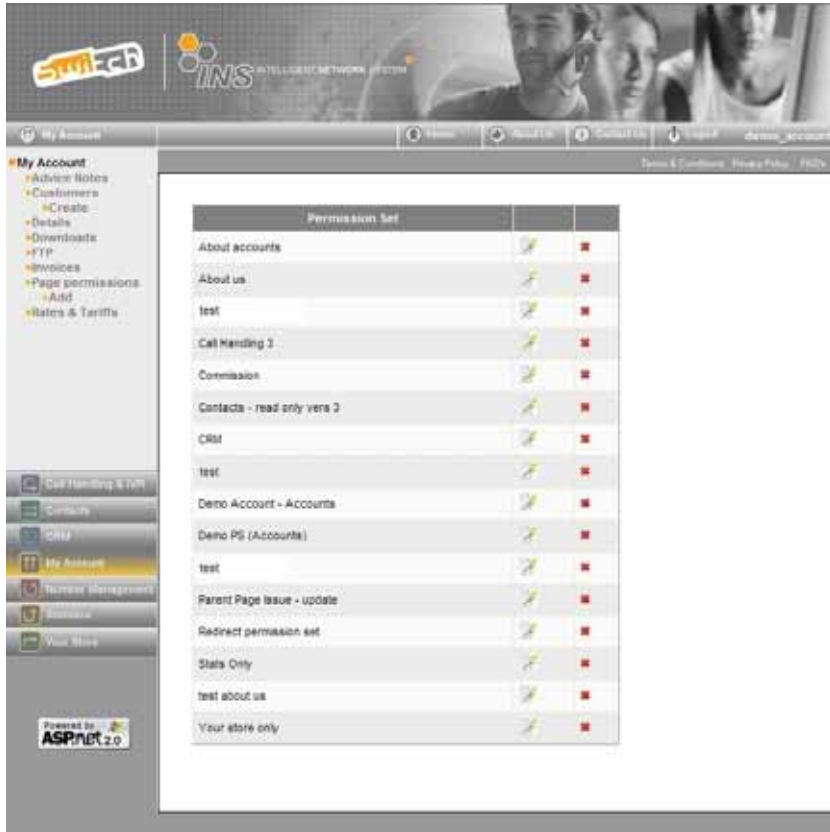 switch
INS INTELLIGENT NETWORK SYSTEM
My Account
Home
About Us
Contact Us
Logout
demo_account
Terms & Conditions Privacy Policy FAQ's
My Account
Advice Notes
Customers
Create
Details
Downloads
FTP
Invoices
Page permissions
Add
Rates & Tariffs
Call Handling & IVR
Contacts
CRM
My Account
Number Management
Statistics
Your Store
Powered by
ASP.net 2.0
Permission Set
About accounts
About us
test
Call Handling 3
Commission
Contacts - read only vers 3
CRM
test
Demo Account - Accounts
Demo PS (Accounts)
test
Parent Page Issue - update
Redirect permission set
Stats Only
test about us
Your store only